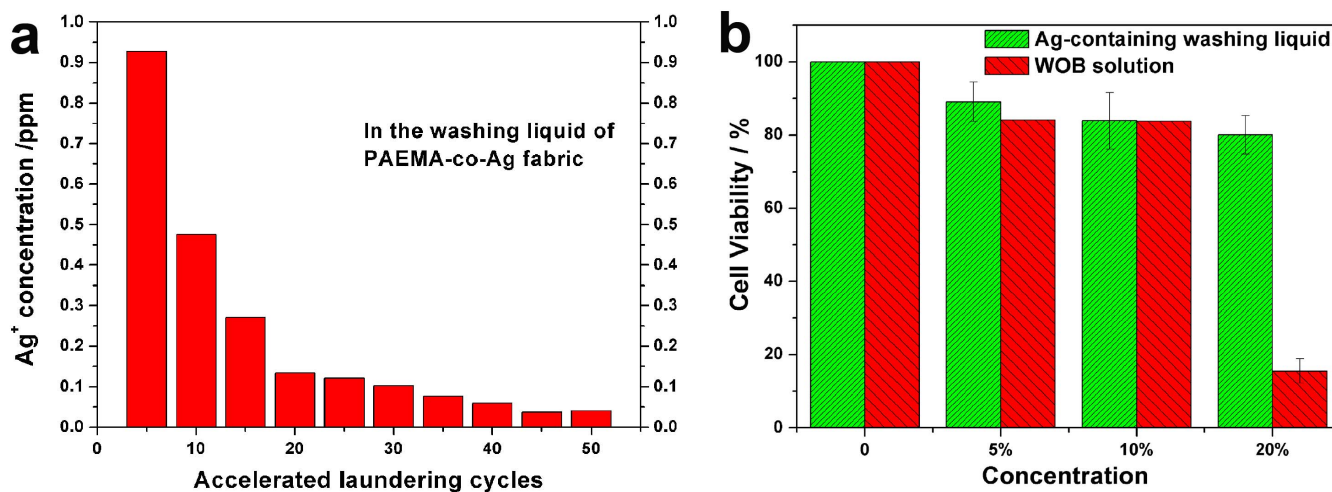 a
1.0
0.9
0.8
0.7
0.6
0.5
0.4
0.3
0.2
0.1
0.0
Ag⁺ concentration /ppm
In the washing liquid of
PAEMA-co-Ag fabric
1.0
0.9
0.8
0.7
0.6
0.5
0.4
0.3
0.2
0.1
0.0
0 10 20 30 40 50
Accelerated laundering cycles
b
Ag-containing washing liquid
WOB solution
100
80
60
40
20
0
Cell Viability / %
0 5% 10% 20%
Concentration